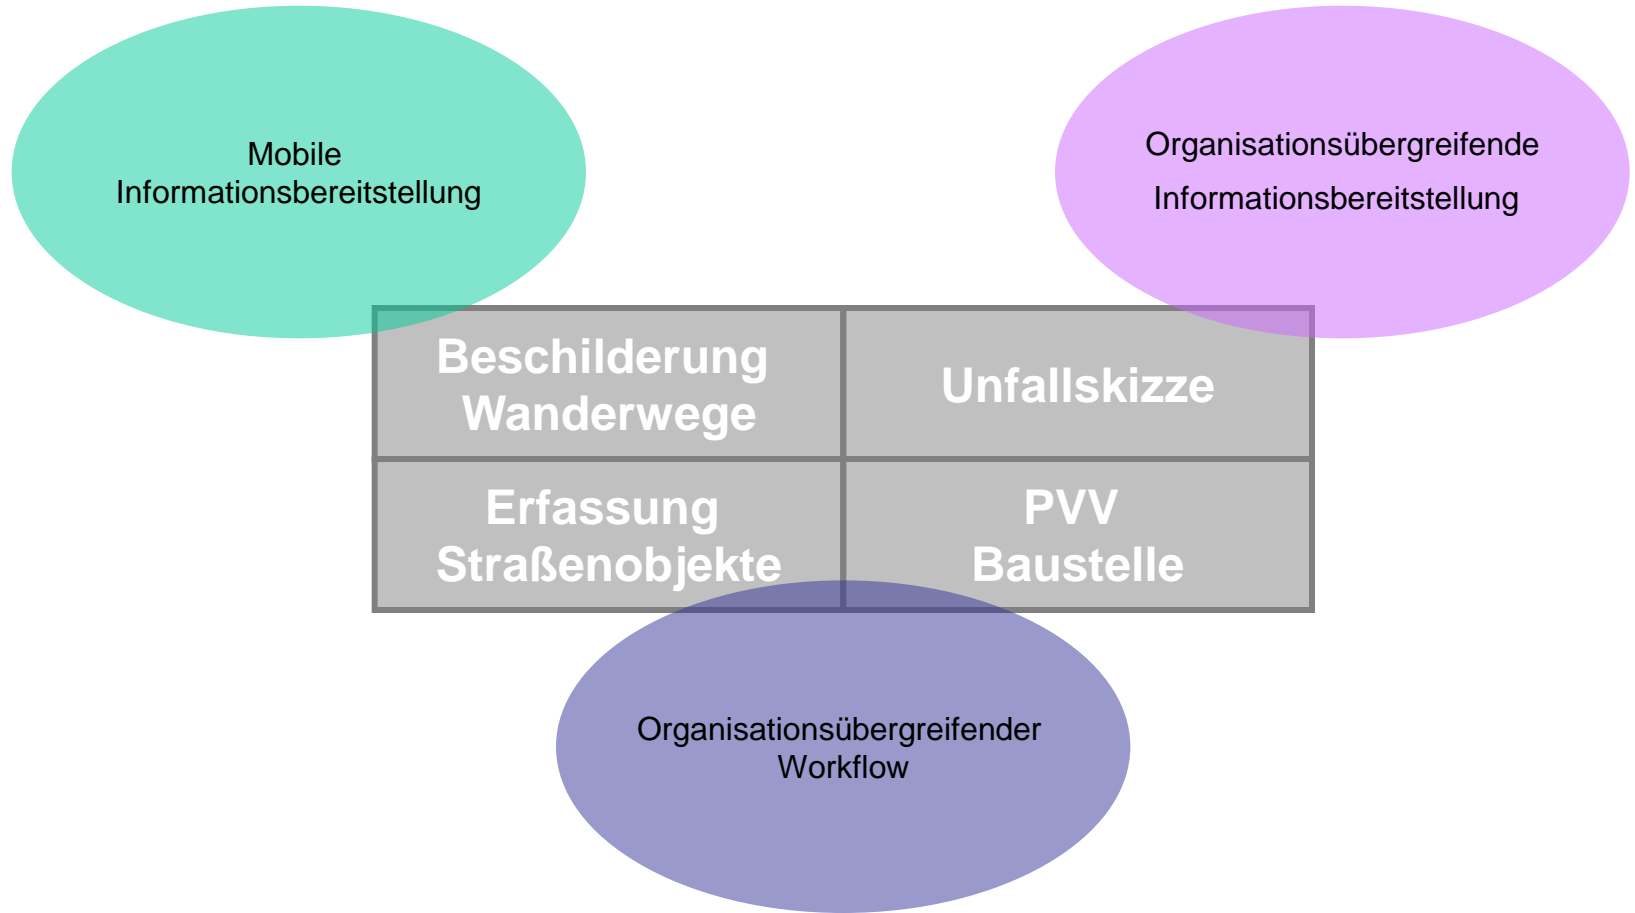 Mobile
Informationsbereitstellung
Organisationsübergreifende
Informationsbereitstellung
Beschilderung
Wanderwege
Unfallskizze
Erfassung
Straßenobjekte
PVV
Baustelle
Organisationsübergreifender
Workflow